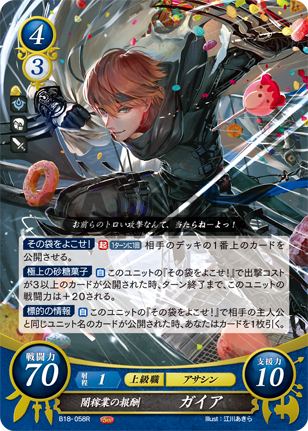 4
3
お前らのトロい攻撃なんて、当たらねーよっ！
その袋をよこせ！ 起 1ターンに1回 相手のデッキの1番上のカードを
公開させる。
極上の砂糖菓子 自 このユニットの『その袋をよこせ！』で出撃コスト
が3以上のカードが公開された時、ターン終了まで、このユニットの
戦闘力は＋20される。
標的の情報 自 このユニットの『その袋をよこせ！』で相手の主人公
と同じユニット名のカードが公開された時、あなたはカードを1枚引く。
戦闘力
70
射程 1 上級職 アサシン
支援力
10
闇稼業の報酬 ガイア
B18-058R
Illust：江川あきら